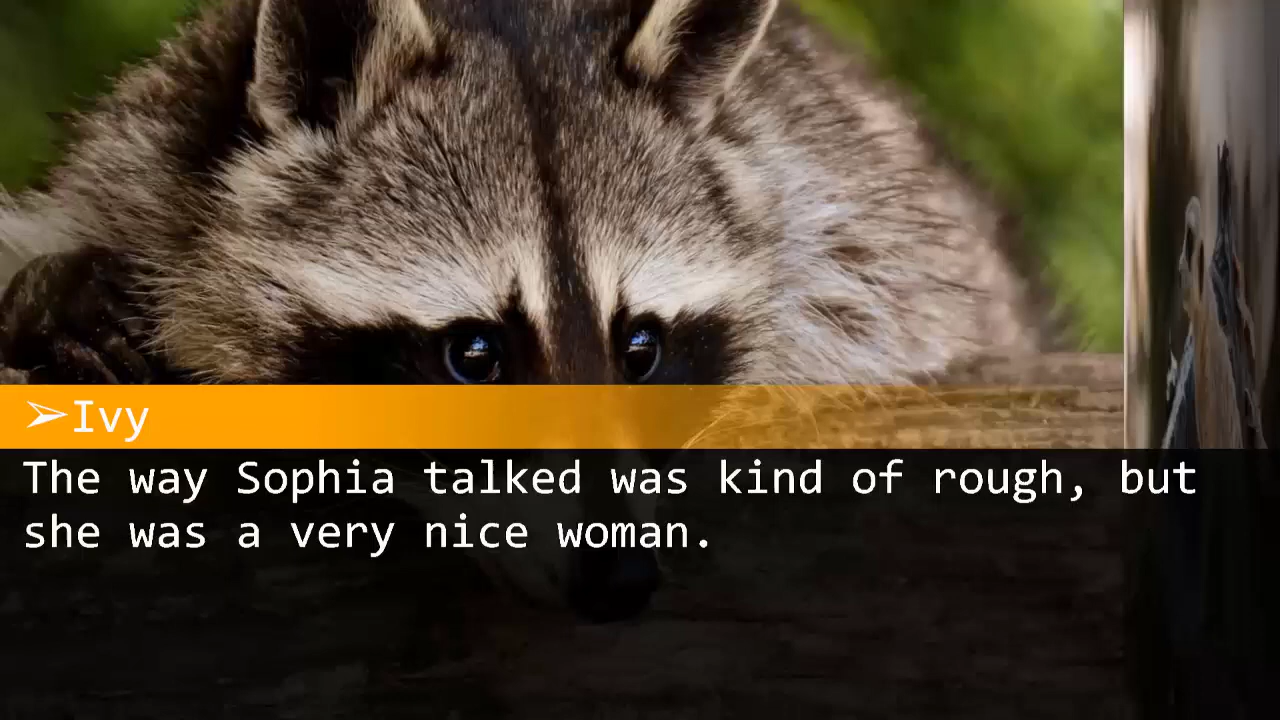 ➢Ivy
The way Sophia talked was kind of rough, but
she was a very nice woman.